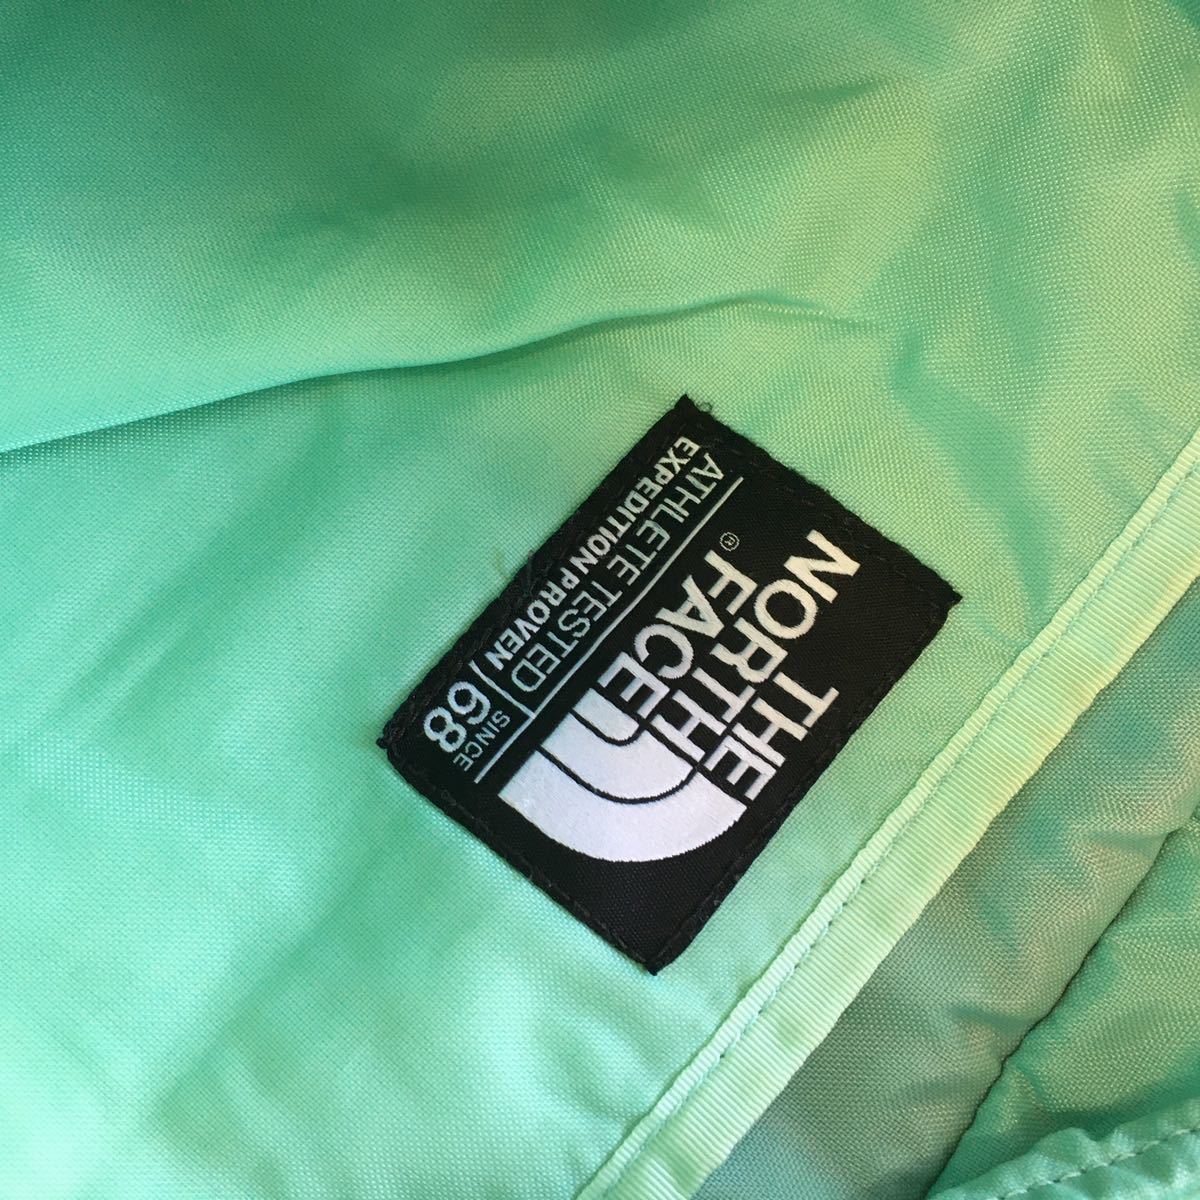 THE
NORTH
FACE®
ATHLETE TESTED
EXPEDITION PROVEN /
SINCE
68